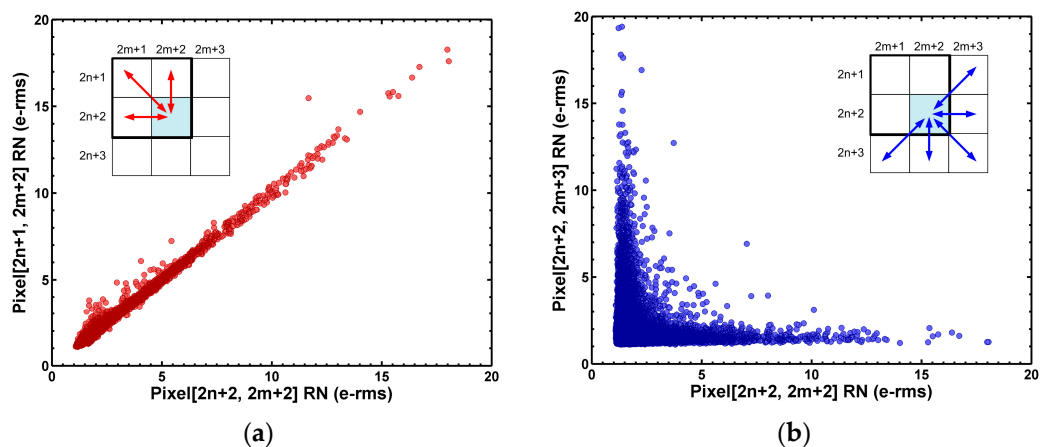 20
15
10
5
0
Pixel[2n+1, 2m+2] RN (e-rms)
2m+1 2m+2 2m+3
2n+1
2n+2
2n+3
0 5 10 15 20
Pixel[2n+2, 2m+2] RN (e-rms)
(a)
20
15
10
5
0
Pixel[2n+2, 2m+3] RN (e-rms)
2m+1 2m+2 2m+3
2n+1
2n+2
2n+3
0 5 10 15 20
Pixel[2n+2, 2m+2] RN (e-rms)
(b)